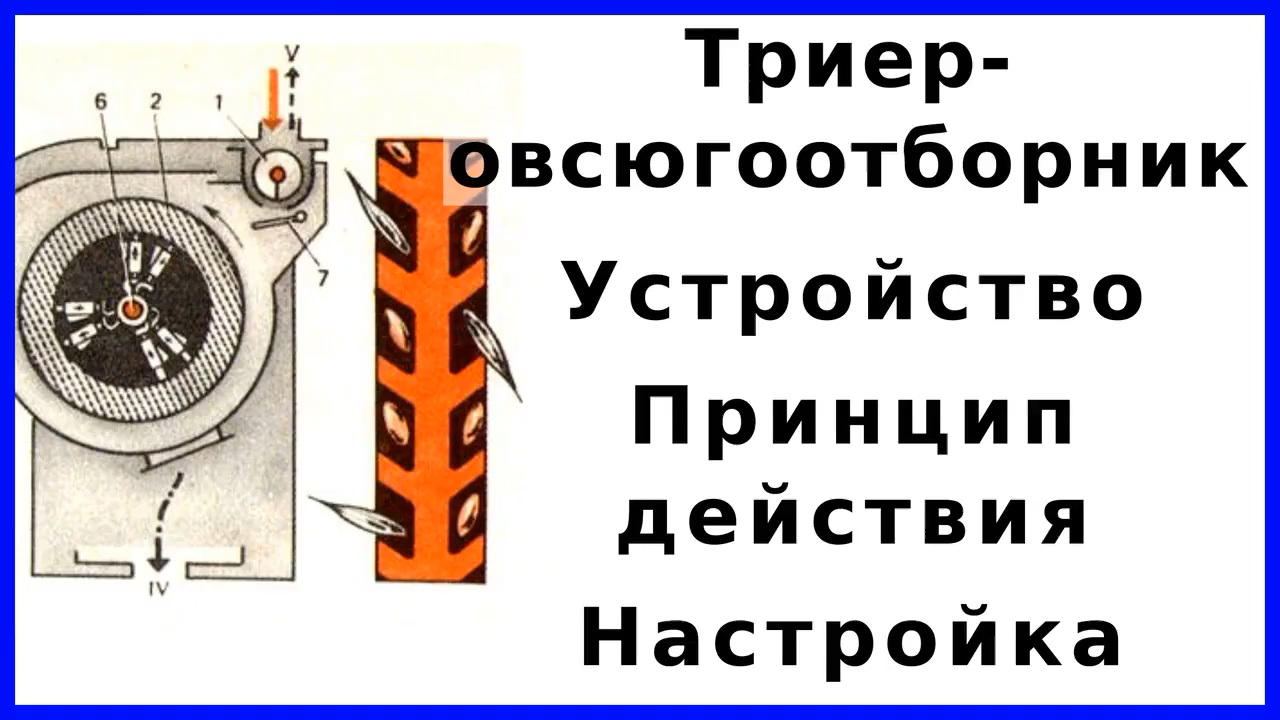 V
6 2 1
7
IV
Триер-
овсюгоотборник
Устройство
Принцип
действия
Настройка